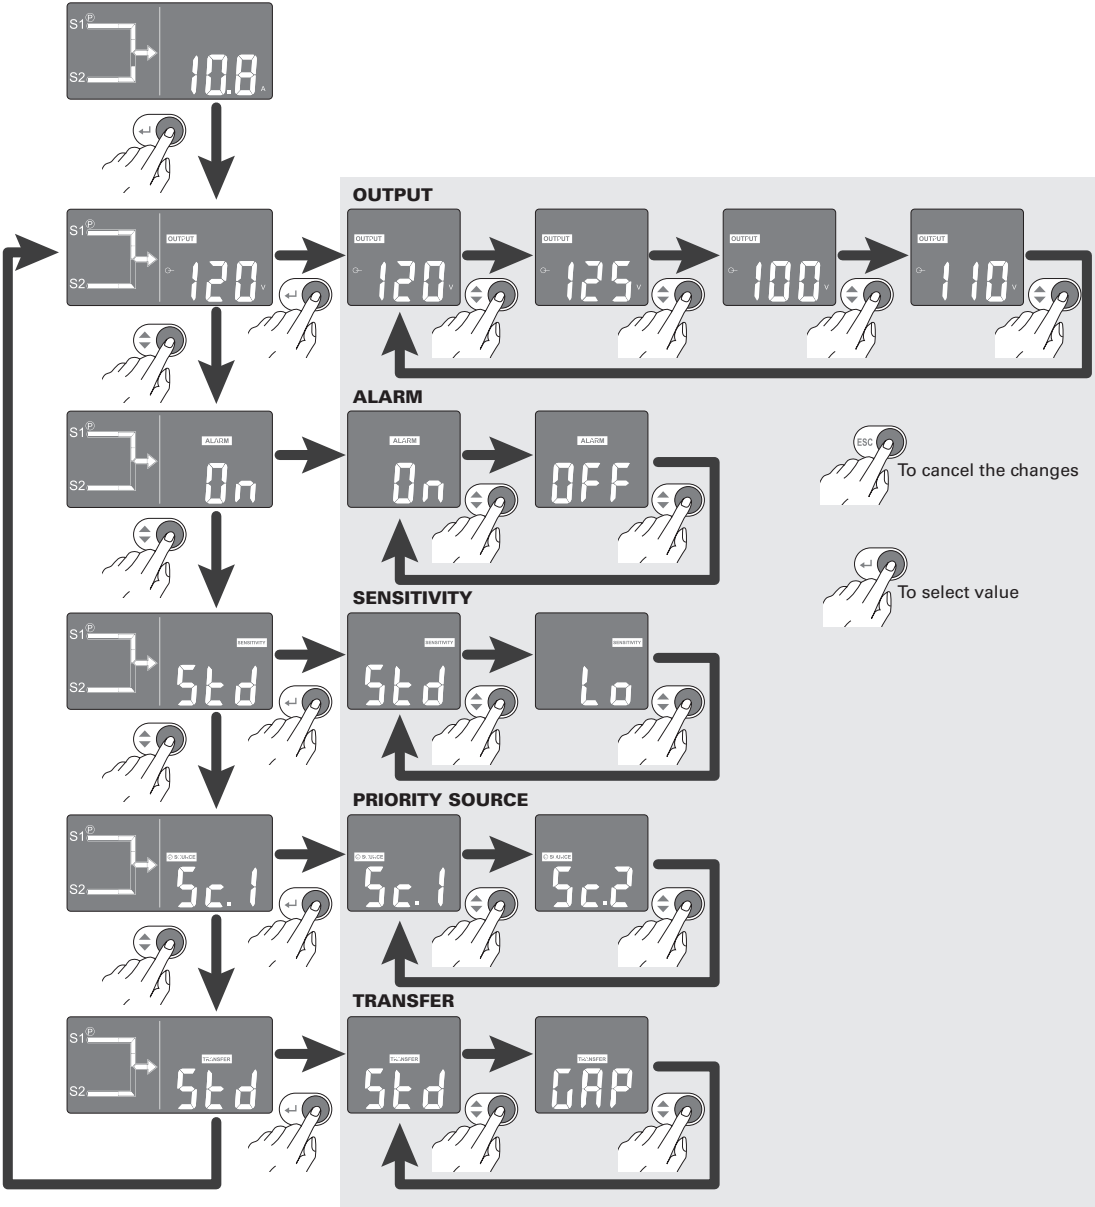 S1 P
S2
10.8 A
OUTPUT
S1 P
S2
OUTPUT
120 V
OUTPUT
120 V
OUTPUT
125 V
OUTPUT
100 V
OUTPUT
110 V
ALARM
S1 P
S2
ALARM
On
ALARM
On
ALARM
OFF
ESC
To cancel the changes
To select value
SENSITIVITY
S1 P
S2
SENSITIVITY
Std
SENSITIVITY
Std
SENSITIVITY
Lo
PRIORITY SOURCE
S1 P
S2
SOURCE
Sc.1
SOURCE
Sc.1
SOURCE
Sc.2
TRANSFER
S1 P
S2
TRANSFER
Std
TRANSFER
Std
TRANSFER
GAP